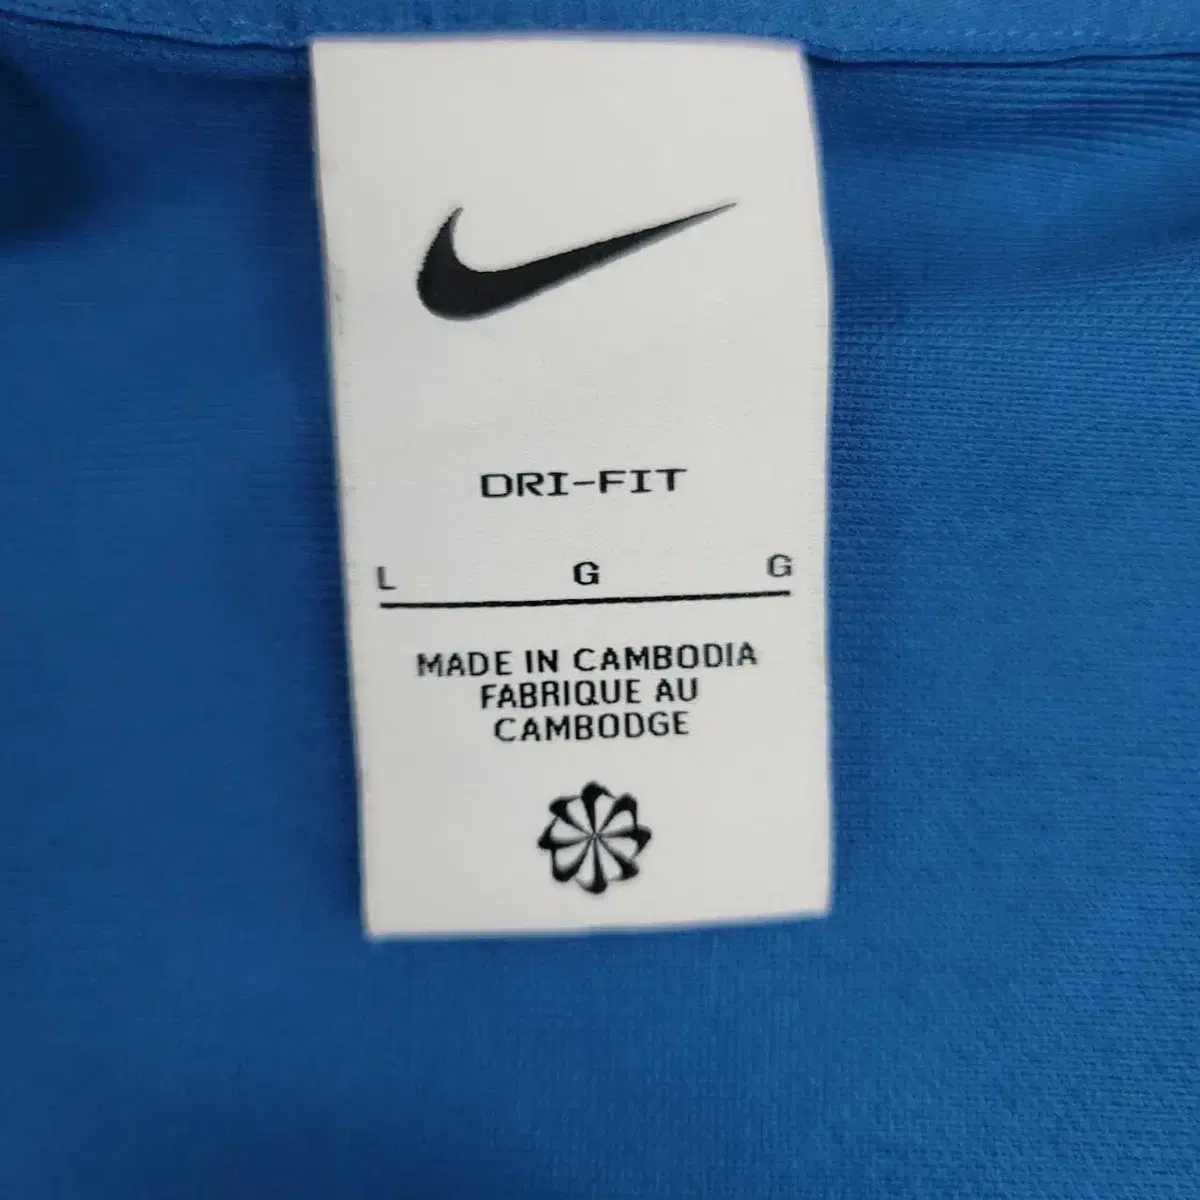 DRI-FIT
L G G
MADE IN CAMBODIA
FABRIQUE AU
CAMBODGE